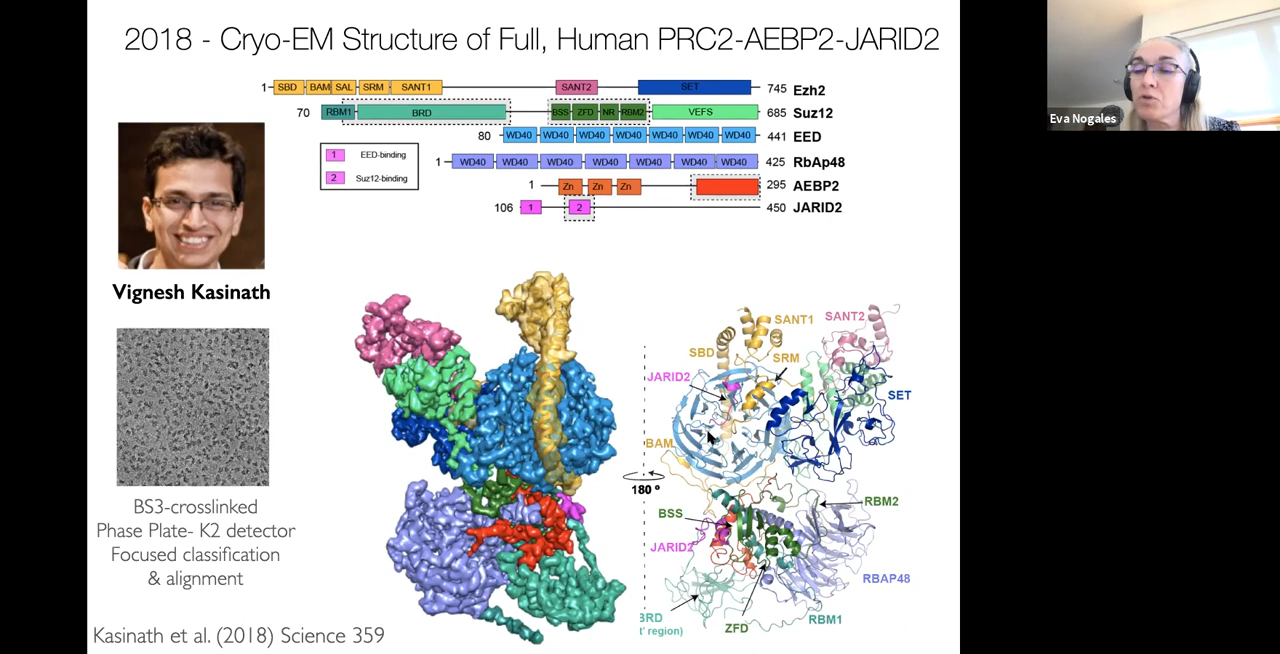 2018 - Cryo-EM Structure of Full, Human PRC2-AEBP2-JARID2
Eva Nogales
1 SBD BAM SAL SRM SANT1 SANT2 SET 745 Ezh2
70 RBM1 BRD BSS ZFD NR RBM2 VEFS 685 Suz12
80 WD40 WD40 WD40 WD40 WD40 WD40 WD40 441 EED
1 WD40 WD40 WD40 WD40 WD40 WD40 WD40 425 RbAp48
1 Zn Zn Zn 295 AEBP2
106 1 2 450 JARID2
1 EED-binding
2 Suz12-binding
Vignesh Kasinath
BS3-crosslinked
Phase Plate- K2 detector
Focused classification
& alignment
Kasinath et al. (2018) Science 359
SANT1
SANT2
SBD
SRM
JARID2
SET
BAM
180 º
RBM2
BSS
JARID2
RBAP48
BRD
(t' region)
ZFD
RBM1